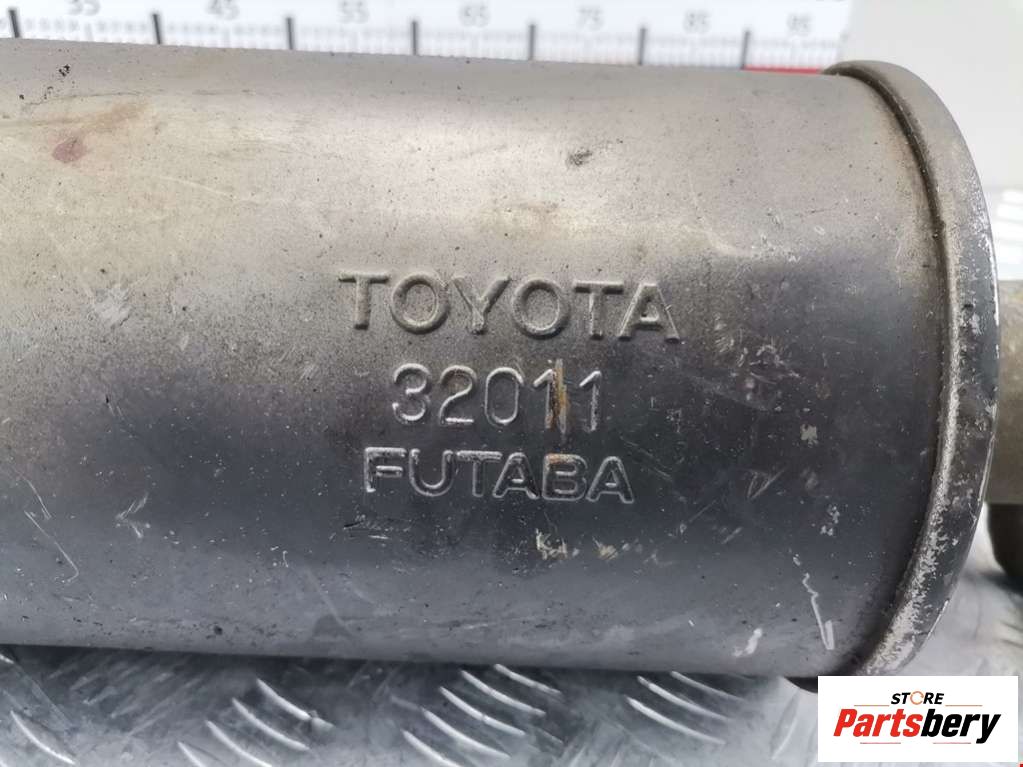 35 45 55 65 75 85 95
TOYOTA
32011
FUTABA
STORE
Partsbery